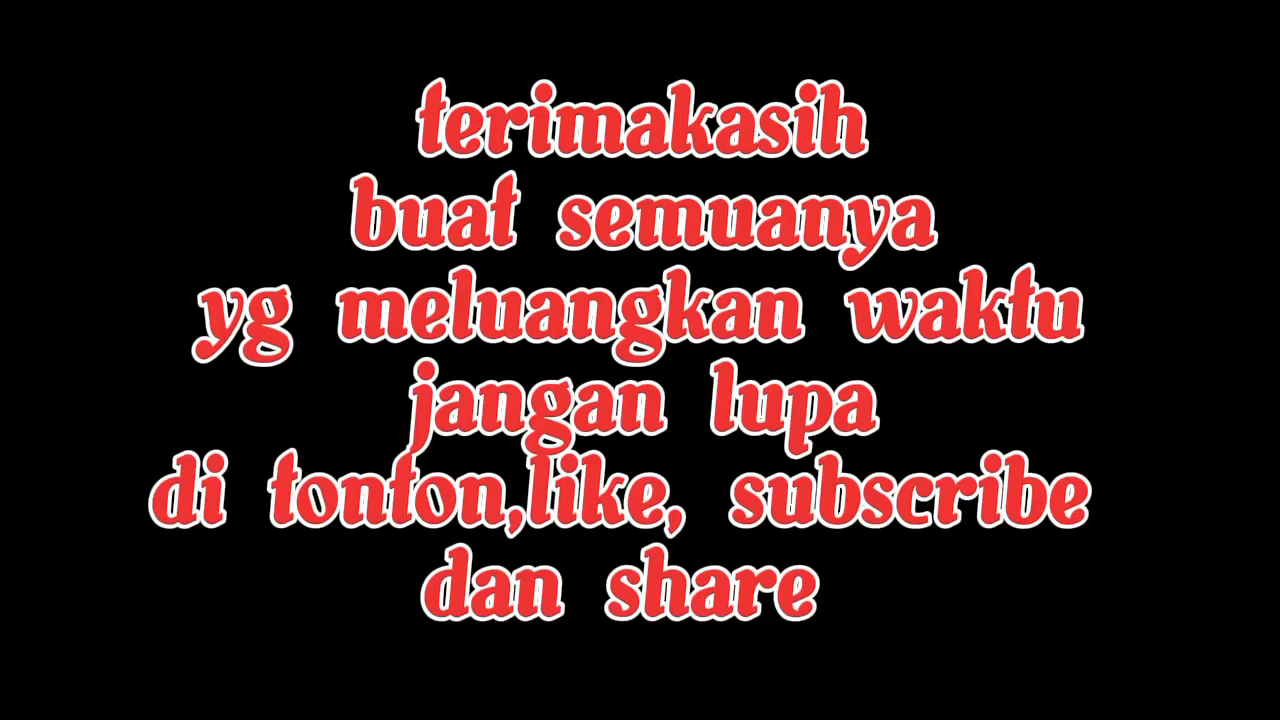 terimakasih
buat semuanya
yg meluangkan waktu
jangan lupa
di tonton,like, subscribe
dan share